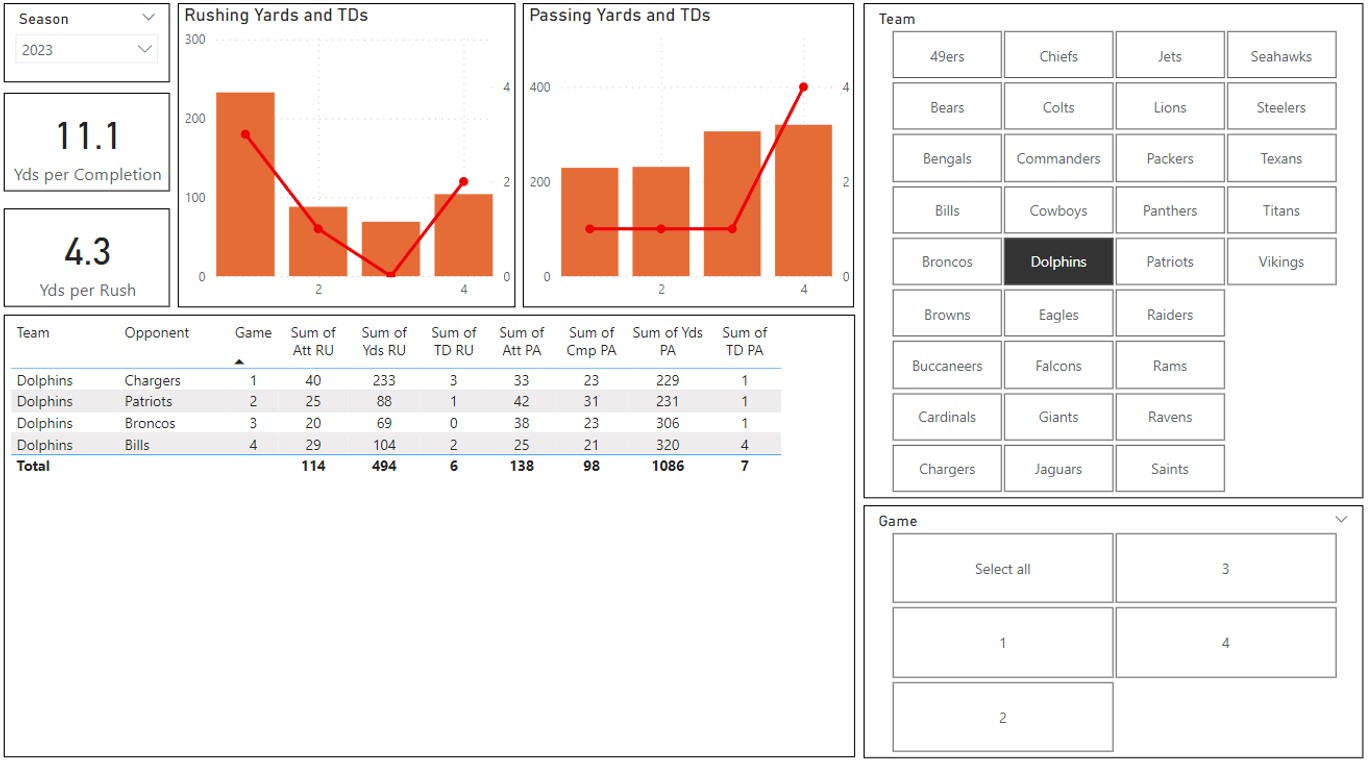 Season
2023
11.1
Yds per Completion
4.3
Yds per Rush
Rushing Yards and TDs
300
200
100
0
4
2
0
2
4
Passing Yards and TDs
400
200
0
4
2
0
2
4
Team Opponent Game Sum of Att RU Sum of Yds RU Sum of TD RU Sum of Att PA Sum of Cmp PA Sum of Yds PA Sum of TD PA
Dolphins Chargers 1 40 233 3 33 23 229 1
Dolphins Patriots 2 25 88 1 42 31 231 1
Dolphins Broncos 3 20 69 0 38 23 306 1
Dolphins Bills 4 29 104 2 25 21 320 4
Total 114 494 6 138 98 1086 7
Team
49ers Chiefs Jets Seahawks
Bears Colts Lions Steelers
Bengals Commanders Packers Texans
Bills Cowboys Panthers Titans
Broncos Dolphins Patriots Vikings
Browns Eagles Raiders
Buccaneers Falcons Rams
Cardinals Giants Ravens
Chargers Jaguars Saints
Game
Select all 3
1 4
2